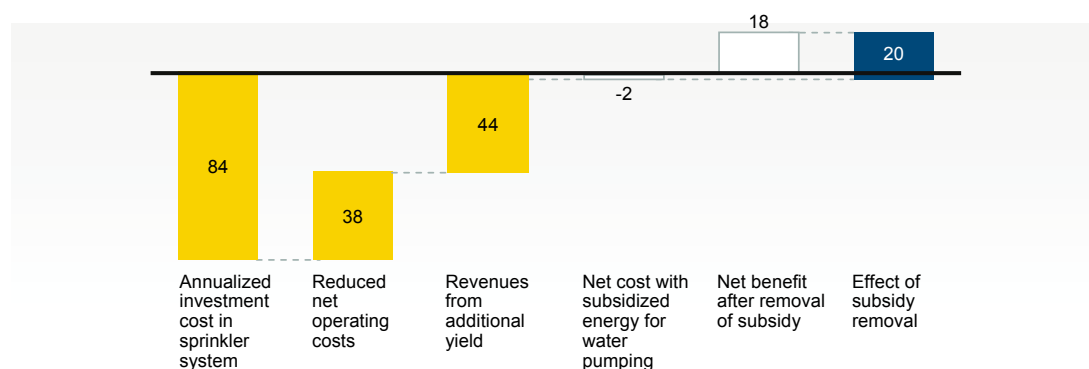 18
20
-2
44
84
38
Annualized
investment
cost in
sprinkler
system
Reduced
net
operating
costs
Revenues
from
additional
yield
Net cost with
subsidized
energy for
water
pumping
Net benefit
after removal
of subsidy
Effect of
subsidy
removal